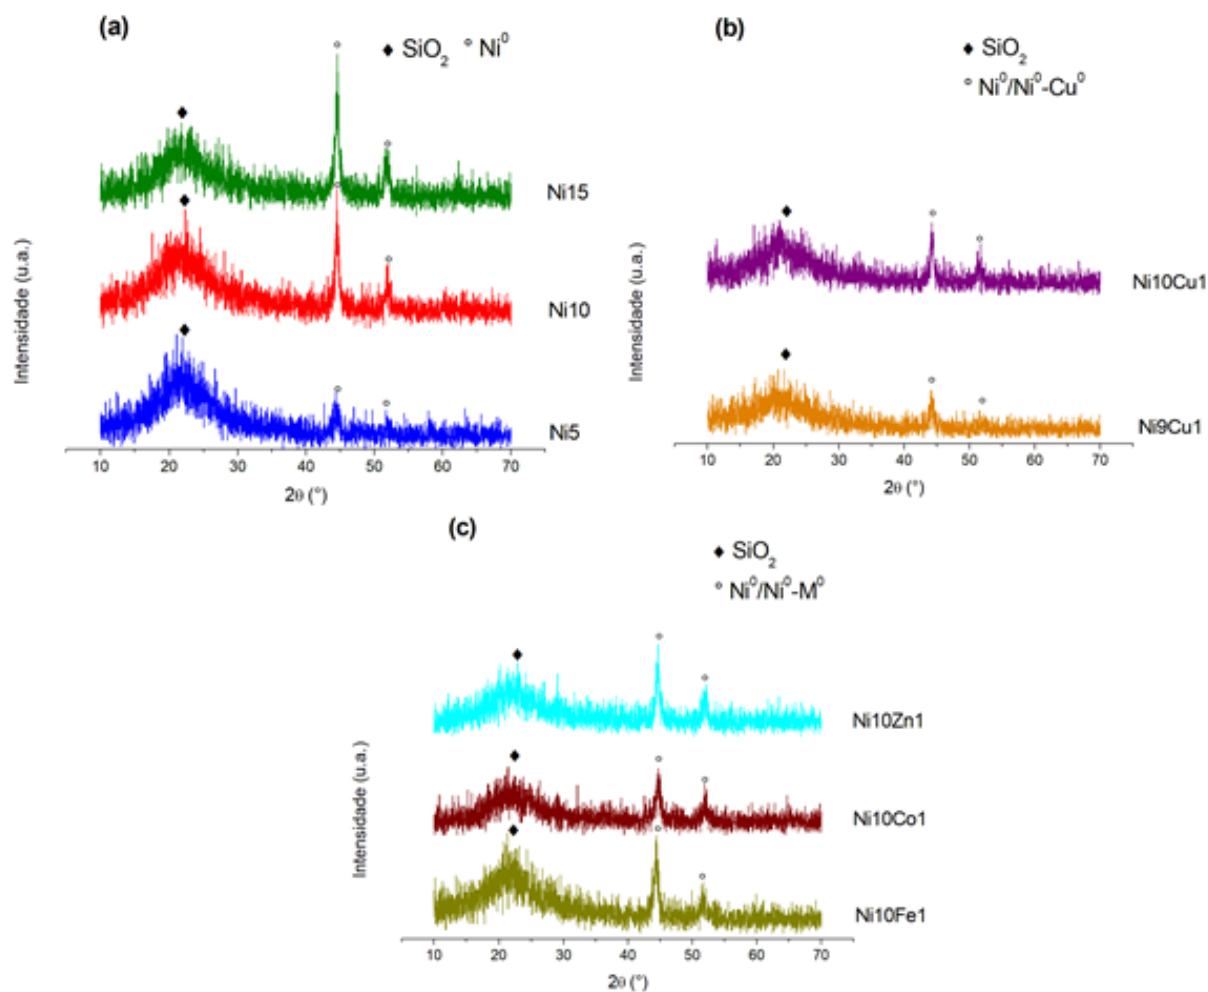 (a)
◆ SiO₂ ° Ni⁰
Intensidade (u.a.)
Ni15
Ni10
Ni5
10 20 30 40 50 60 70
2θ (°)
(b)
◆ SiO₂
° Ni⁰/Ni⁰-Cu⁰
Intensidade (u.a.)
Ni10Cu1
Ni9Cu1
10 20 30 40 50 60 70
2θ (°)
(c)
◆ SiO₂
° Ni⁰/Ni⁰-M⁰
Intensidade (u.a.)
Ni10Zn1
Ni10Co1
Ni10Fe1
10 20 30 40 50 60 70
2θ (°)